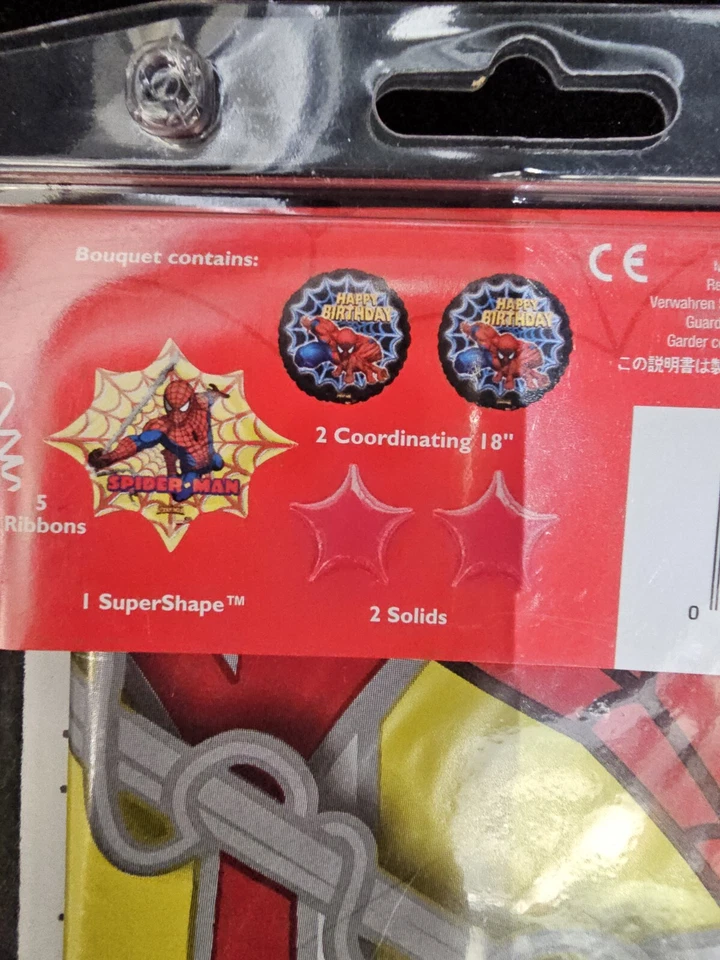 Bouquet contains:
CE
HAPPY
BIRTHDAY
HAPPY
BIRTHDAY
Verwahren
Guard
Garder
この説明書は
2 Coordinating 18"
SPIDER-MAN
5
Ribbons
1 SuperShape™
2 Solids
0